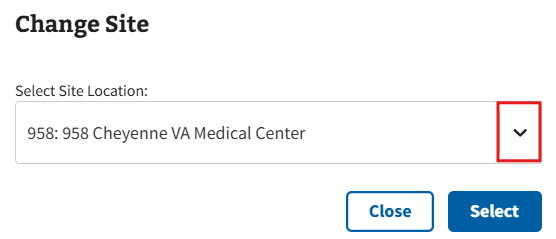 Change Site
Select Site Location:
958: 958 Cheyenne VA Medical Center
Close
Select